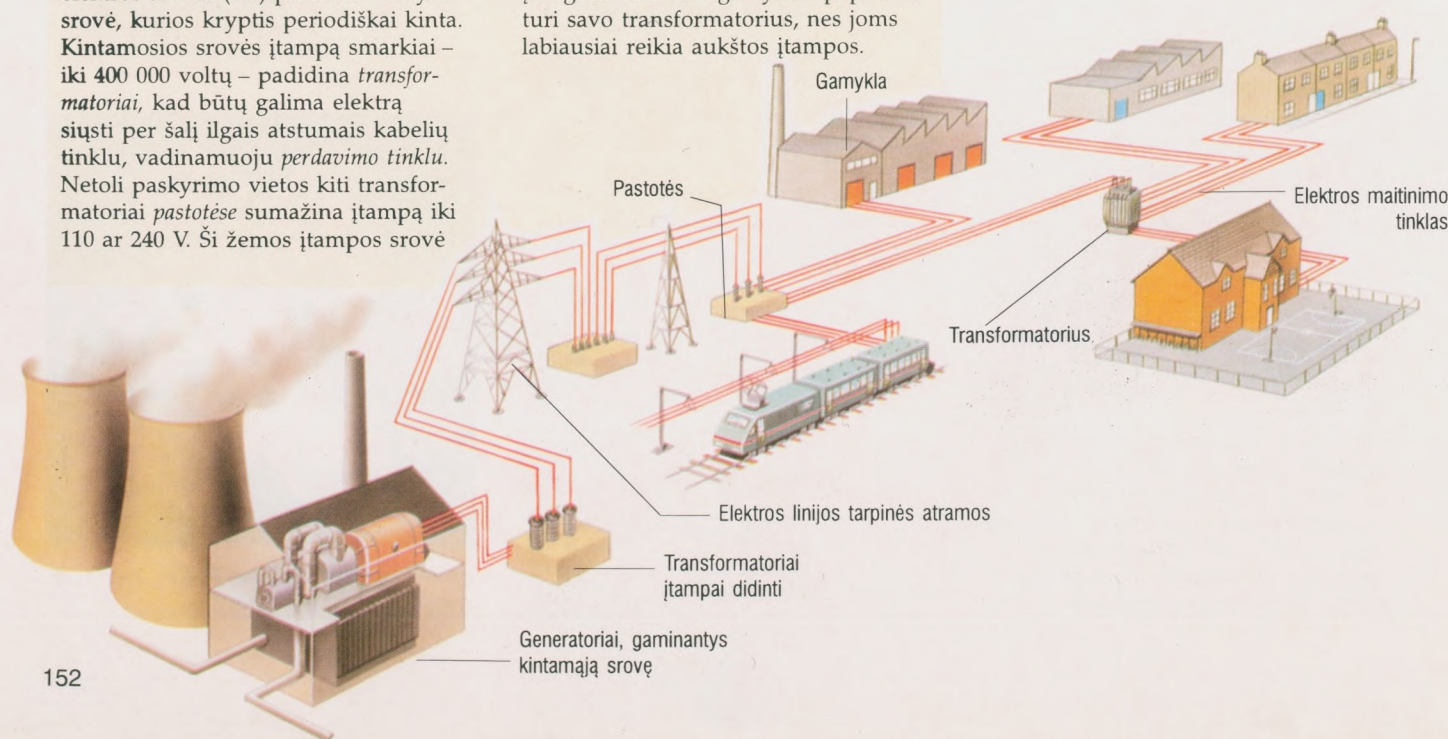 srovė, kurios kryptis periodiškai kinta.
Kintamosios srovės įtampą smarkiai –
iki 400 000 voltų – padidina transfor-
matoriai, kad būtų galima elektrą
siųsti per šalį ilgais atstumais kabelių
tinklu, vadinamuoju perdavimo tinklu.
Netoli paskyrimo vietos kiti transfor-
matoriai pastotėse sumažina įtampą iki
110 ar 240 V. Ši žemos įtampos srovė
turi savo transformatorius, nes joms
labiausiai reikia aukštos įtampos.
Gamykla
Pastotės
Elektros maitinimo
tinklas
Transformatorius
Elektros linijos tarpinės atramos
Transformatoriai
įtampai didinti
Generatoriai, gaminantys
kintamąją srovę
152